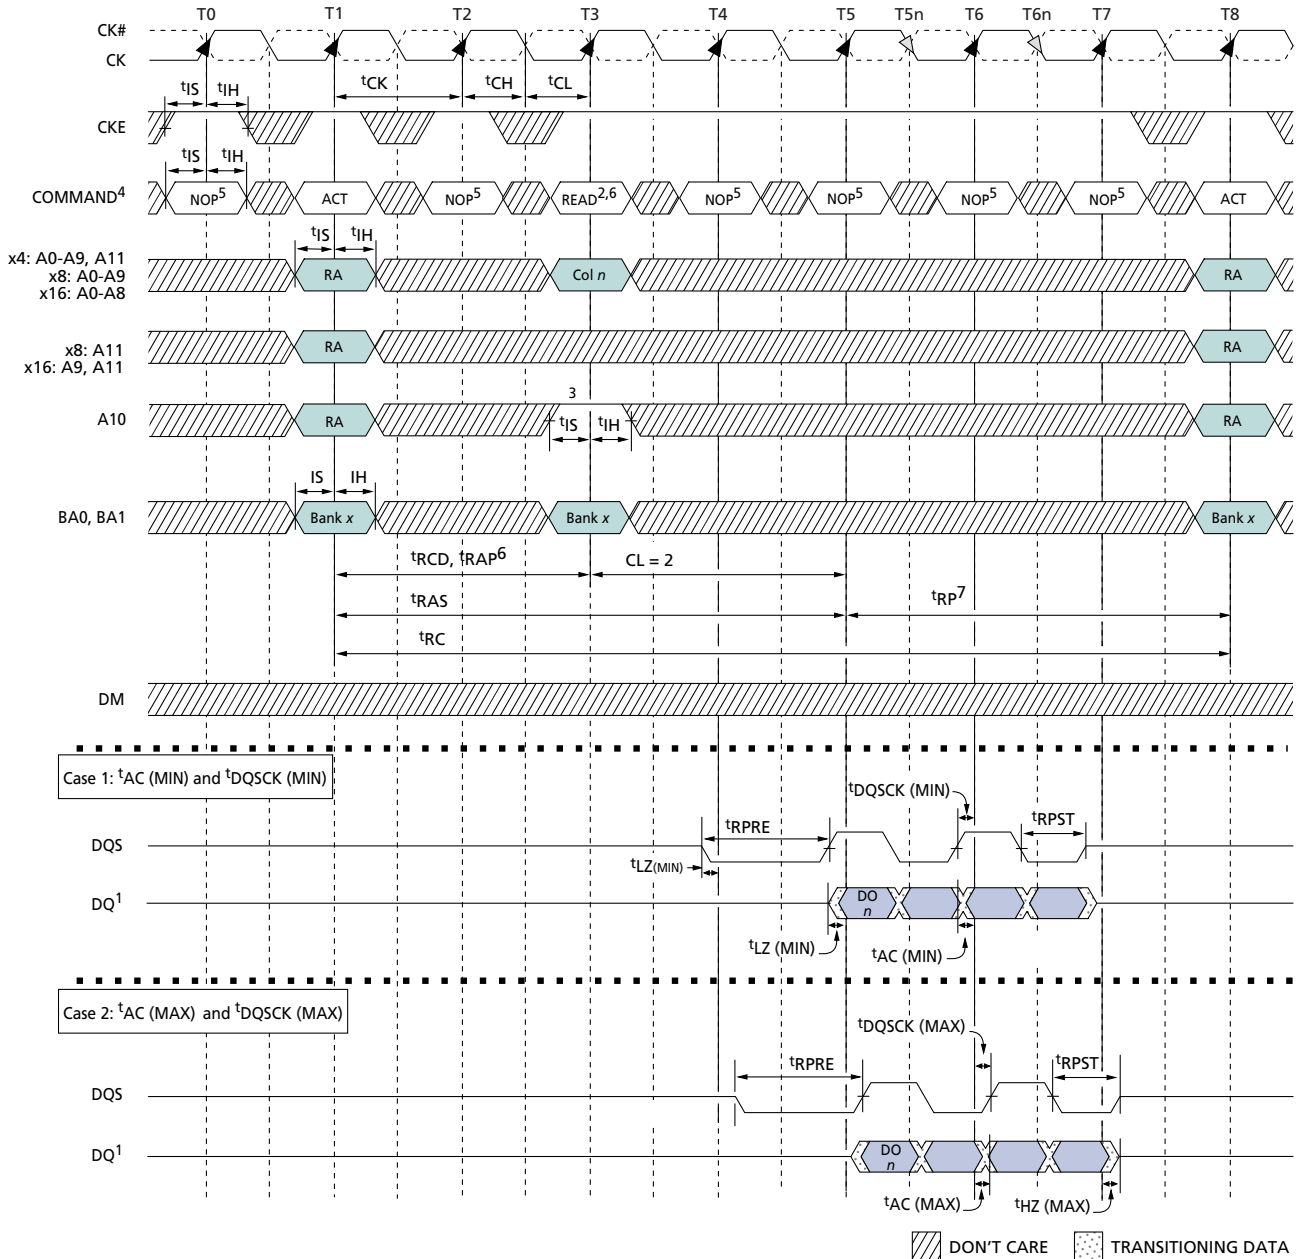 T0 T1 T2 T3 T4 T5 T5n T6 T6n T7 T8
CK#
CK
tIS tIH tCK tCH tCL
CKE
tIS tIH
COMMAND4 NOP5 ACT NOP5 READ2,6 NOP5 NOP5 NOP5 NOP5 ACT
tIS tIH
x4: A0-A9, A11
x8: A0-A9
x16: A0-A8
RA Col n RA
x8: A11
x16: A9, A11
RA RA
3
A10 RA tIS tIH RA
IS IH
BA0, BA1 Bank x Bank x Bank x
tRCD, tRAP6 CL = 2
tRAS tRP7
tRC
DM
Case 1: tAC (MIN) and tDQSCK (MIN)
tDQSCK (MIN)
tRPRE tRPST
DQS
tLZ(MIN)
DQ1 DO
n
tLZ (MIN) tAC (MIN)
Case 2: tAC (MAX) and tDQSCK (MAX)
tDQSCK (MAX)
tRPRE tRPST
DQS
DQ1 DO
n
tAC (MAX) tHZ (MAX)
DON'T CARE TRANSITIONING DATA